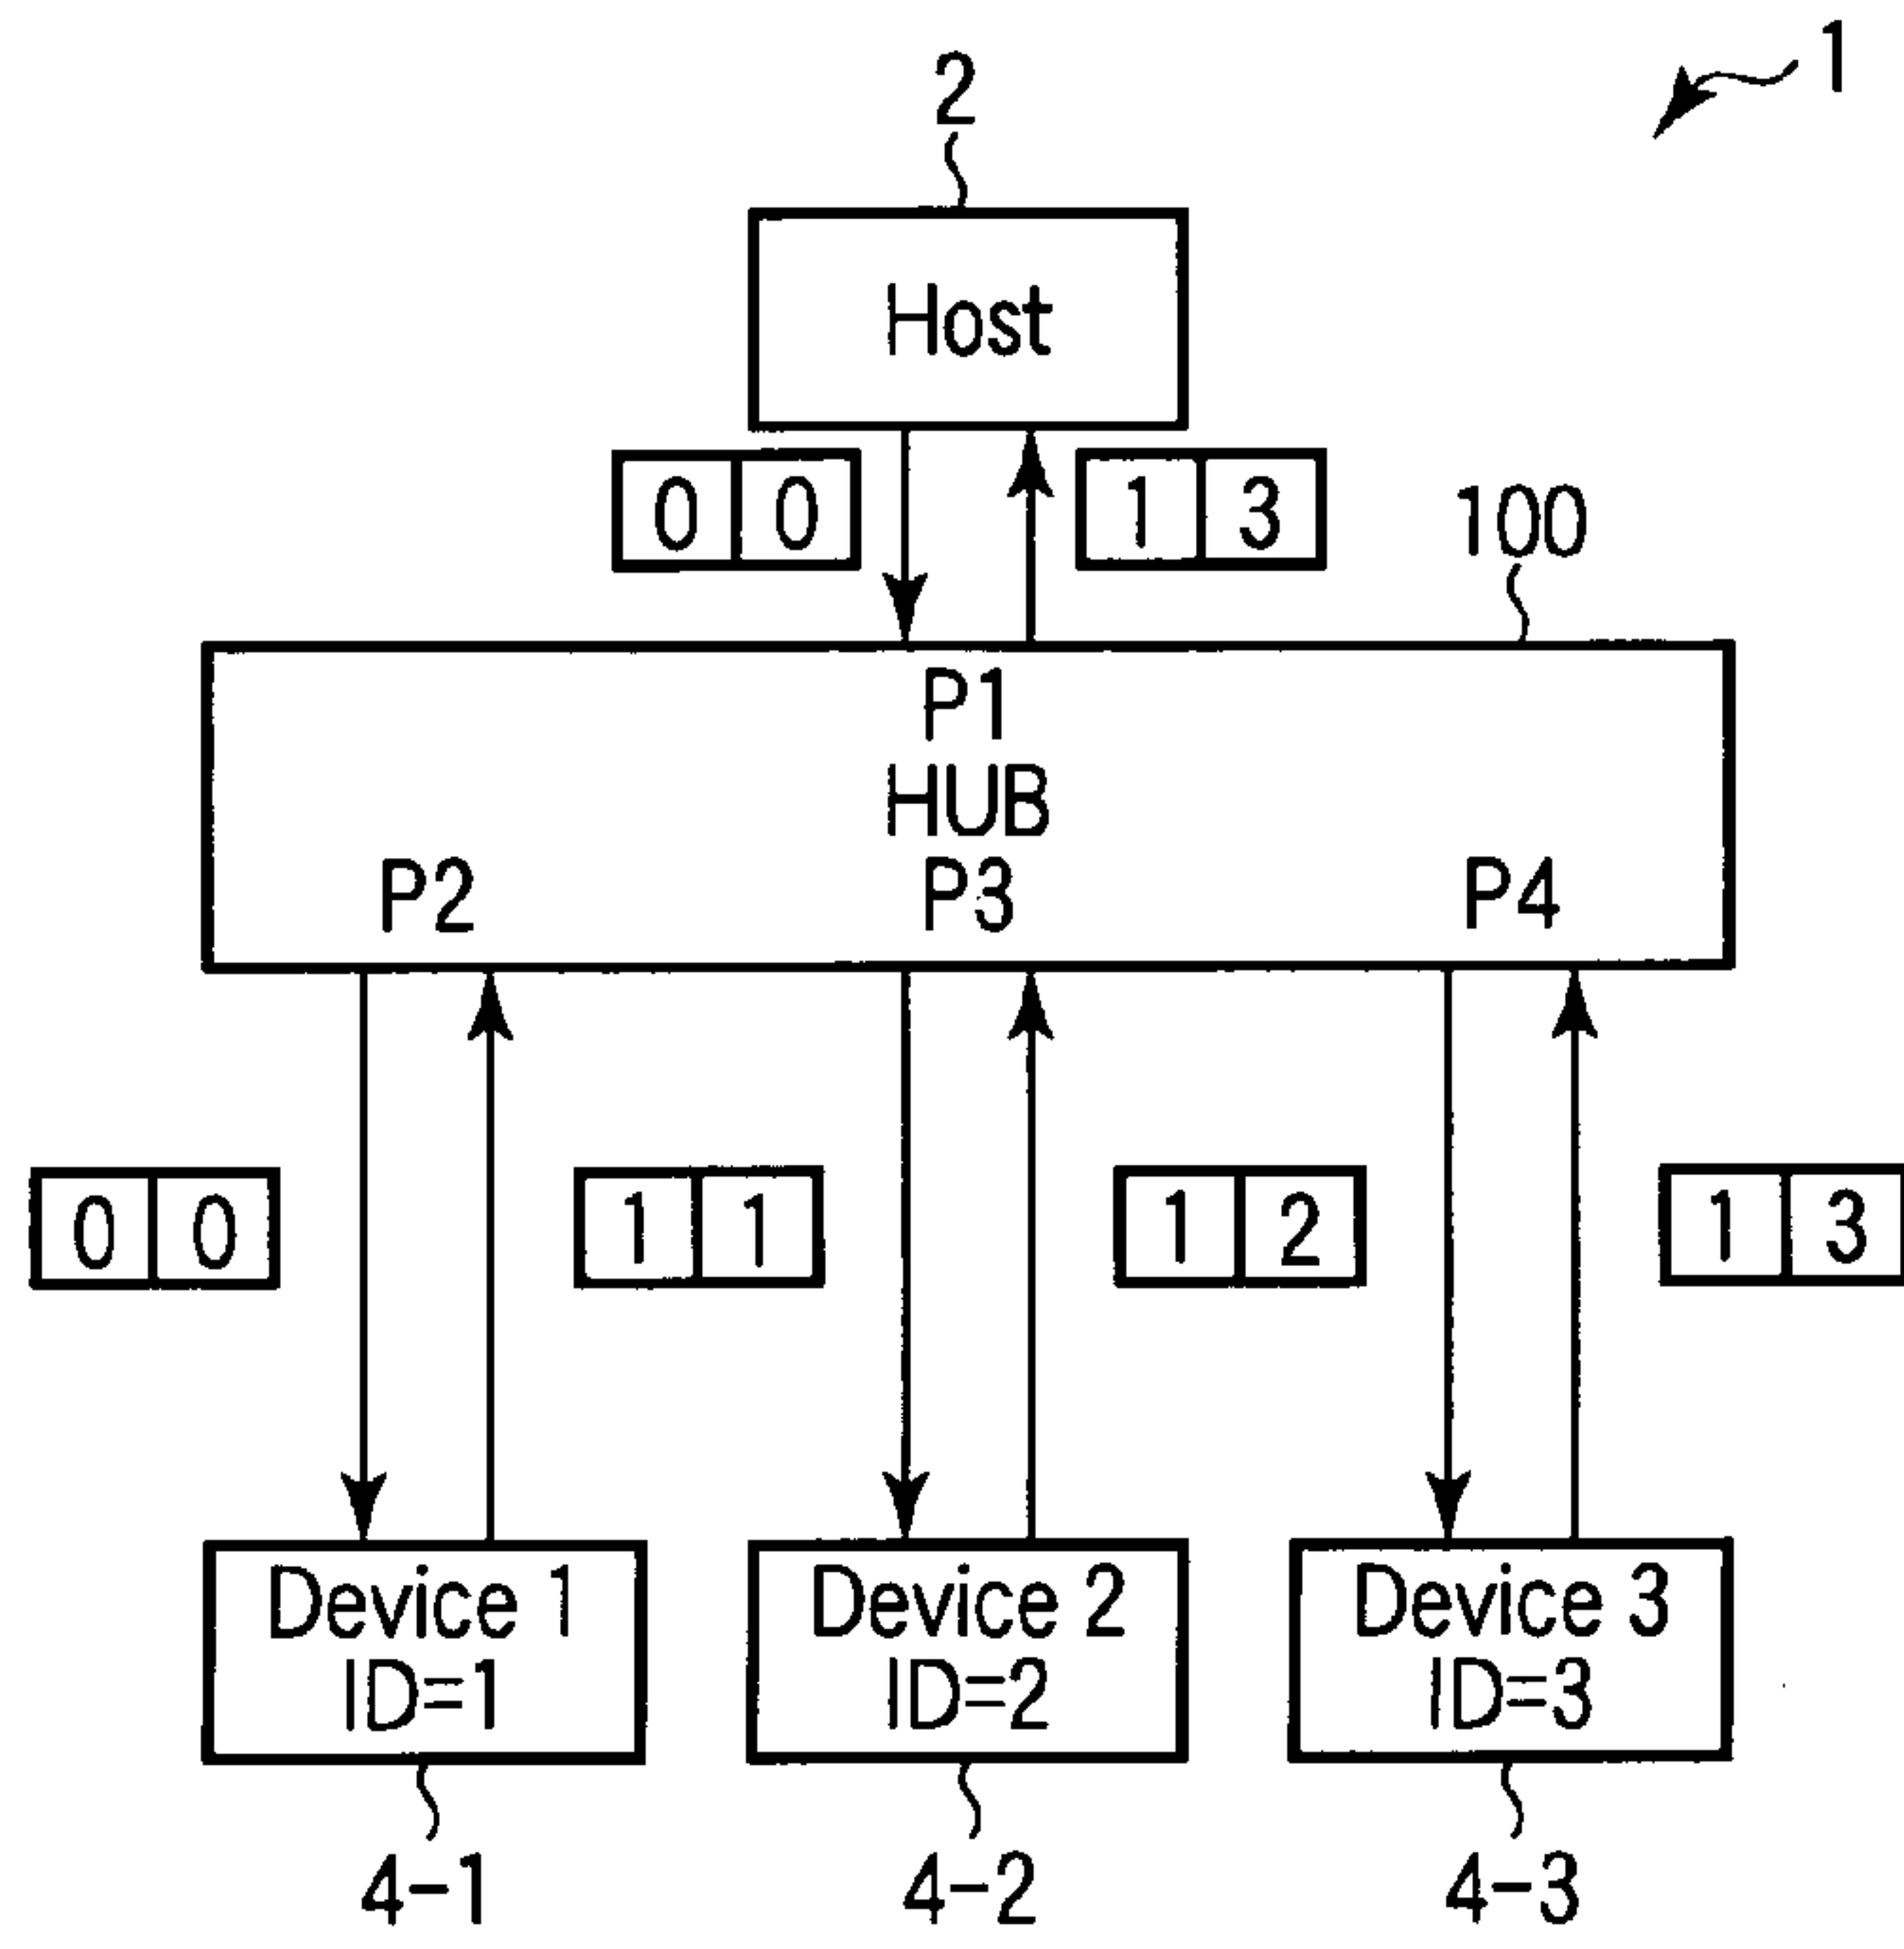 1
2
Host
0 0
1 3
100
P1
HUB
P2 P3 P4
0 0
1 1
1 2
1 3
Device 1
ID=1
Device 2
ID=2
Device 3
ID=3
4-1
4-2
4-3